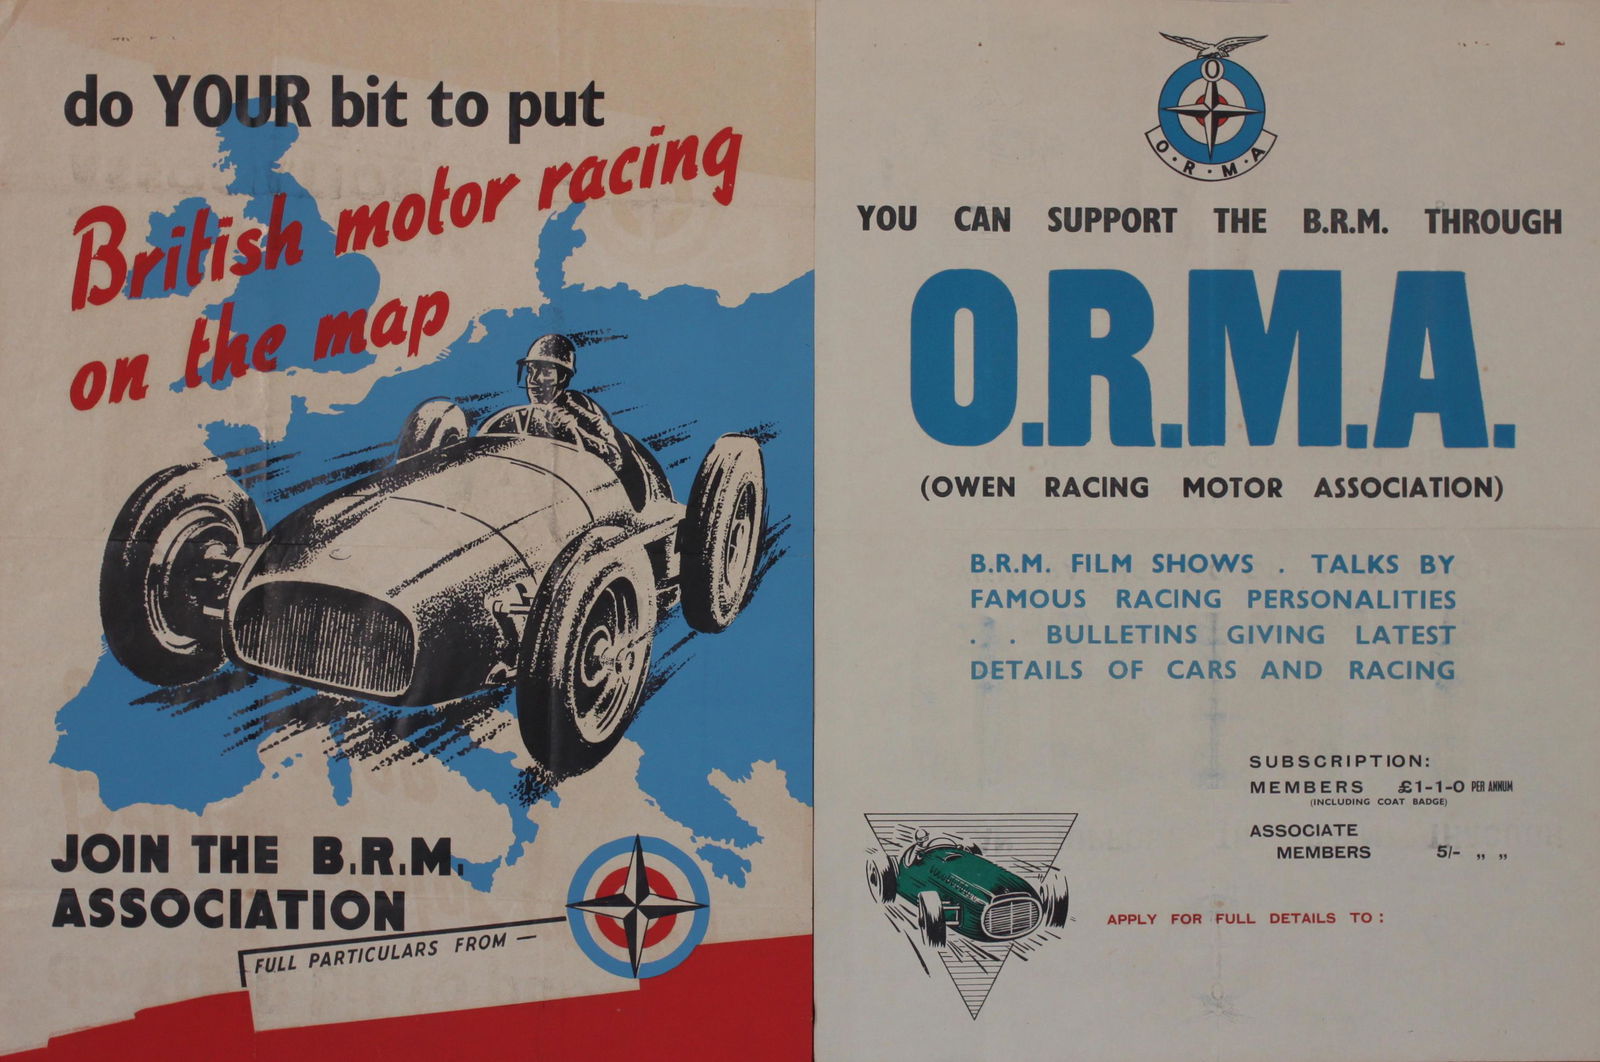 do YOUR bit to put
British motor racing
on the map
JOIN THE B.R.M.
ASSOCIATION
FULL PARTICULARS FROM —
O
O·R·M·A
YOU CAN SUPPORT THE B.R.M. THROUGH
O.R.M.A.
(OWEN RACING MOTOR ASSOCIATION)
B.R.M. FILM SHOWS . TALKS BY
FAMOUS RACING PERSONALITIES
. . BULLETINS GIVING LATEST
DETAILS OF CARS AND RACING
SUBSCRIPTION:
MEMBERS £1-1-0 PER ANNUM
(INCLUDING COAT BADGE)
ASSOCIATE
MEMBERS 5/- „ „
APPLY FOR FULL DETAILS TO :